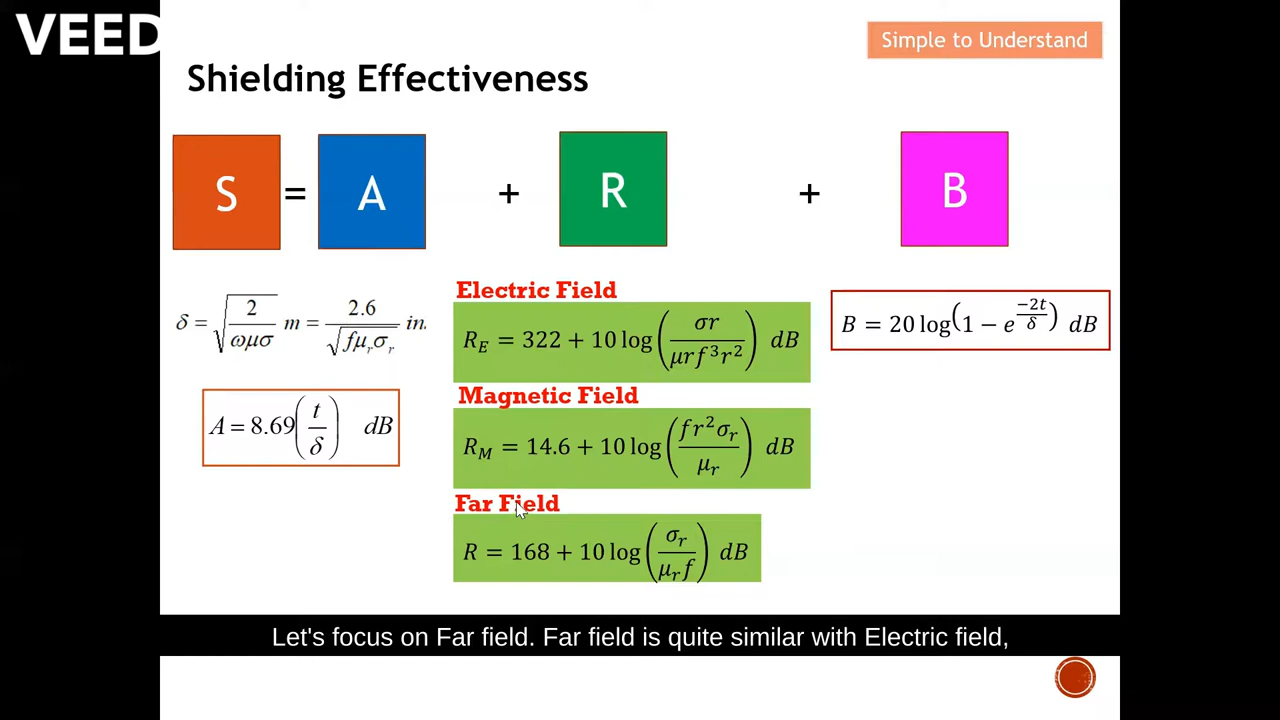 VEED
Simple to Understand
Shielding Effectiveness
S = A + R + B
δ = √(2/ωμσ) m = 2.6/√(fμᵣσᵣ) in.
A = 8.69(t/δ) dB
Electric Field
R_E = 322 + 10 log(σr/μrf³r²) dB
Magnetic Field
R_M = 14.6 + 10 log(fr²σᵣ/μᵣ) dB
Far Field
R = 168 + 10 log(σᵣ/μᵣf) dB
B = 20 log(1 − e^(−2t/δ)) dB
Let's focus on Far field. Far field is quite similar with Electric field,